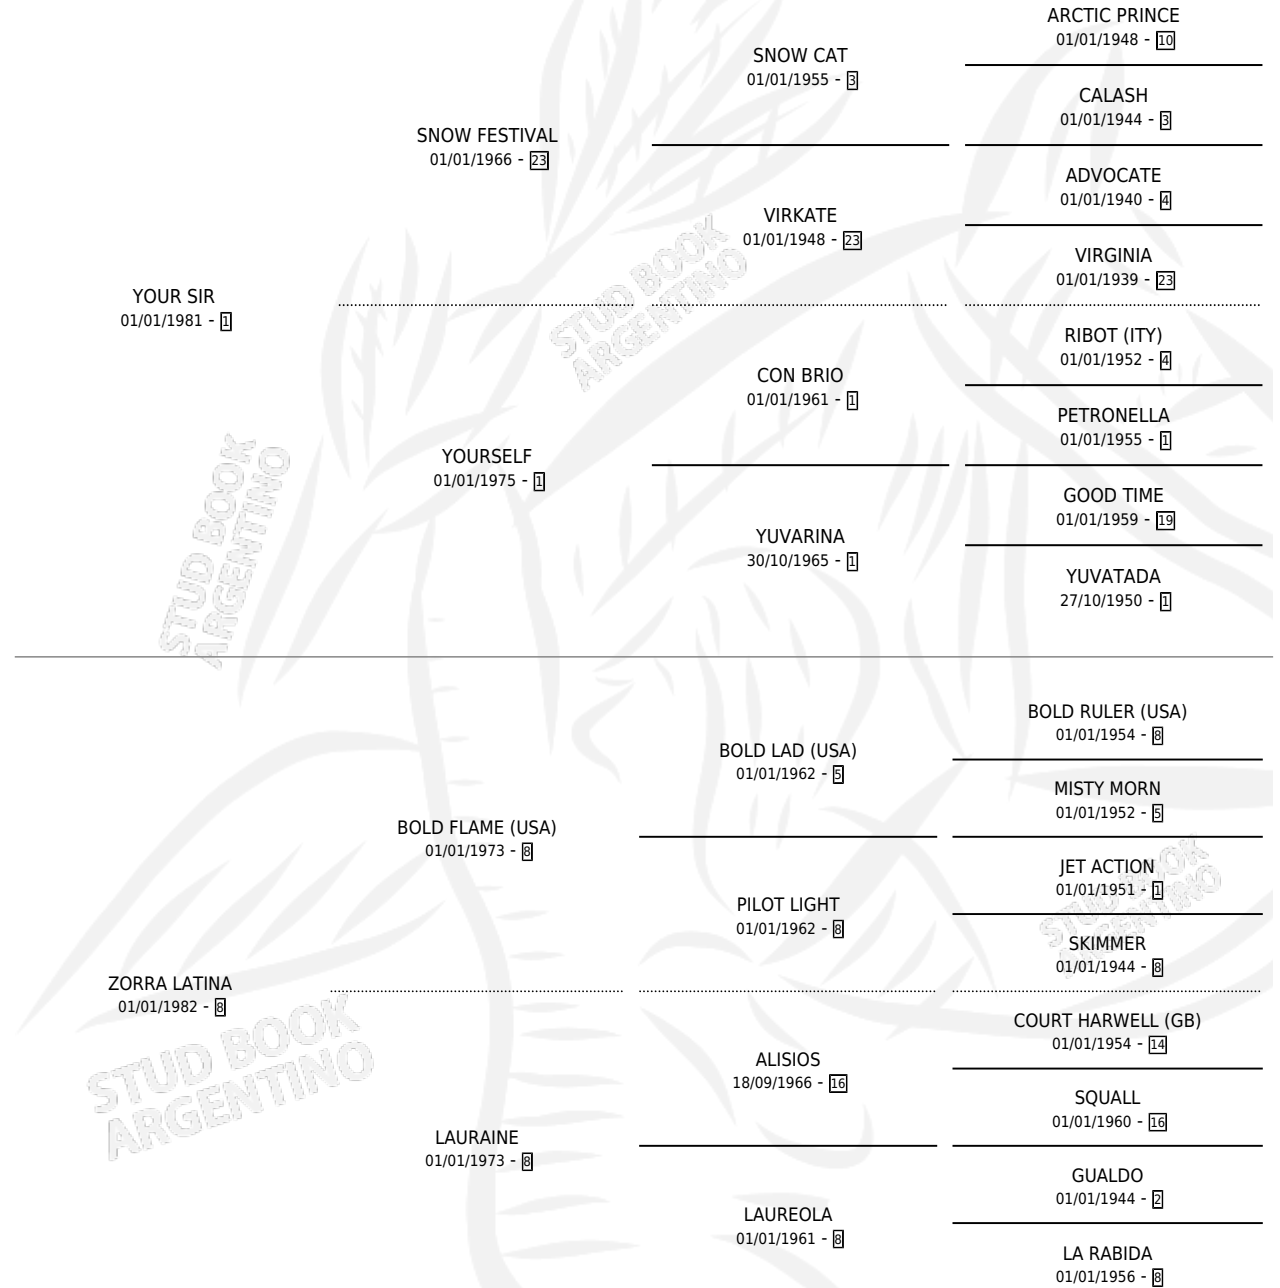 ARCTIC PRINCE
01/01/1948 - 10
SNOW CAT
01/01/1955 - 3
CALASH
01/01/1944 - 3
SNOW FESTIVAL
01/01/1966 - 23
ADVOCATE
01/01/1940 - 4
VIRKATE
01/01/1948 - 23
VIRGINIA
01/01/1939 - 23
YOUR SIR
01/01/1981 - 1
RIBOT (ITY)
01/01/1952 - 4
CON BRIO
01/01/1961 - 1
PETRONELLA
01/01/1955 - 1
YOURSELF
01/01/1975 - 1
GOOD TIME
01/01/1959 - 19
YUVARINA
30/10/1965 - 1
YUVATADA
27/10/1950 - 1
BOLD RULER (USA)
01/01/1954 - 8
BOLD LAD (USA)
01/01/1962 - 5
MISTY MORN
01/01/1952 - 5
BOLD FLAME (USA)
01/01/1973 - 8
JET ACTION
01/01/1951 - 1
PILOT LIGHT
01/01/1962 - 8
SKIMMER
01/01/1944 - 8
ZORRA LATINA
01/01/1982 - 8
COURT HARWELL (GB)
01/01/1954 - 14
ALISIOS
18/09/1966 - 16
SQUALL
01/01/1960 - 16
LAURAINE
01/01/1973 - 8
GUALDO
01/01/1944 - 2
LAUREOLA
01/01/1961 - 8
LA RABIDA
01/01/1956 - 8
STUD BOOK
ARGENTINO
STUD BOOK
ARGENTINO
STUD BOOK
ARGENTINO
STUD BOOK
ARGENTINO